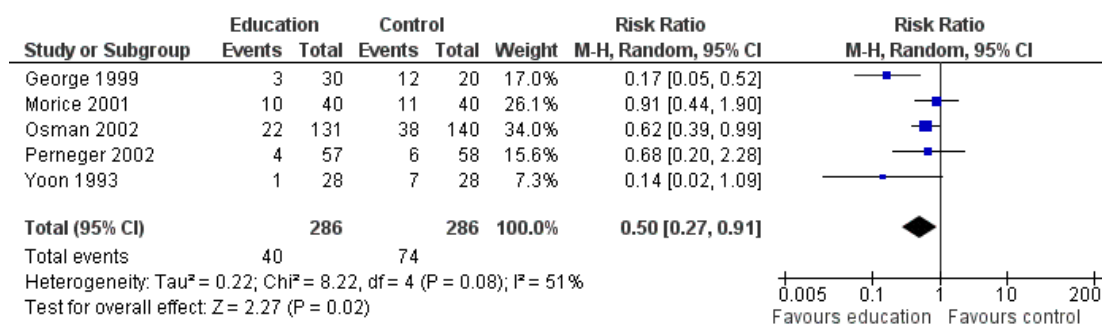 Education Control Risk Ratio Risk Ratio
Study or Subgroup Events Total Events Total Weight M-H, Random, 95% CI M-H, Random, 95% CI
George 1999 3 30 12 20 17.0% 0.17 [0.05, 0.52]
Morice 2001 10 40 11 40 26.1% 0.91 [0.44, 1.90]
Osman 2002 22 131 38 140 34.0% 0.62 [0.39, 0.99]
Perneger 2002 4 57 6 58 15.6% 0.68 [0.20, 2.28]
Yoon 1993 1 28 7 28 7.3% 0.14 [0.02, 1.09]
Total (95% CI) 286 286 100.0% 0.50 [0.27, 0.91]
Total events 40 74
Heterogeneity: Tau² = 0.22; Chi² = 8.22, df = 4 (P = 0.08); I² = 51%
Test for overall effect: Z = 2.27 (P = 0.02)
0.005 0.1 1 10 200
Favours education Favours control